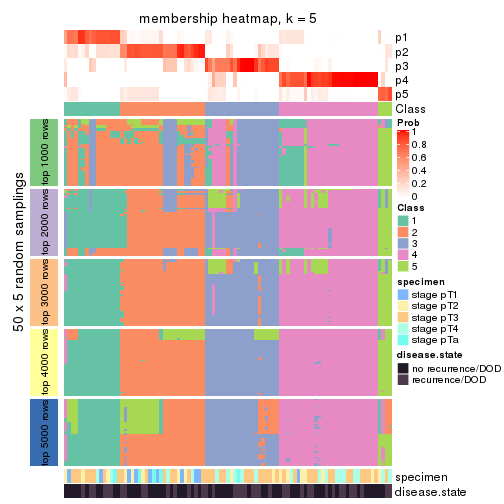 membership heatmap, k = 5
p1
p2
p3
p4
p5
Class
50 x 5 random samplings
top 1000 rows
top 2000 rows
top 3000 rows
top 4000 rows
top 5000 rows
specimen
disease.state
Prob
1
0.8
0.6
0.4
0.2
0
Class
1
2
3
4
5
specimen
stage pT1
stage pT2
stage pT3
stage pT4
stage pTa
disease.state
no recurrence/DOD
recurrence/DOD